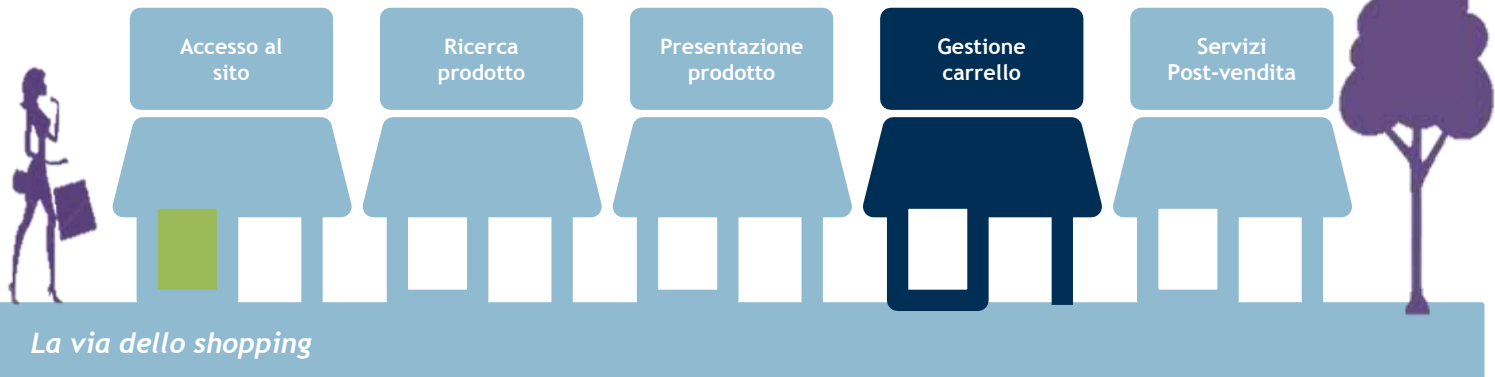 Accesso al
sito
Ricerca
prodotto
Presentazione
prodotto
Gestione
carrello
Servizi
Post-vendita
La via dello shopping